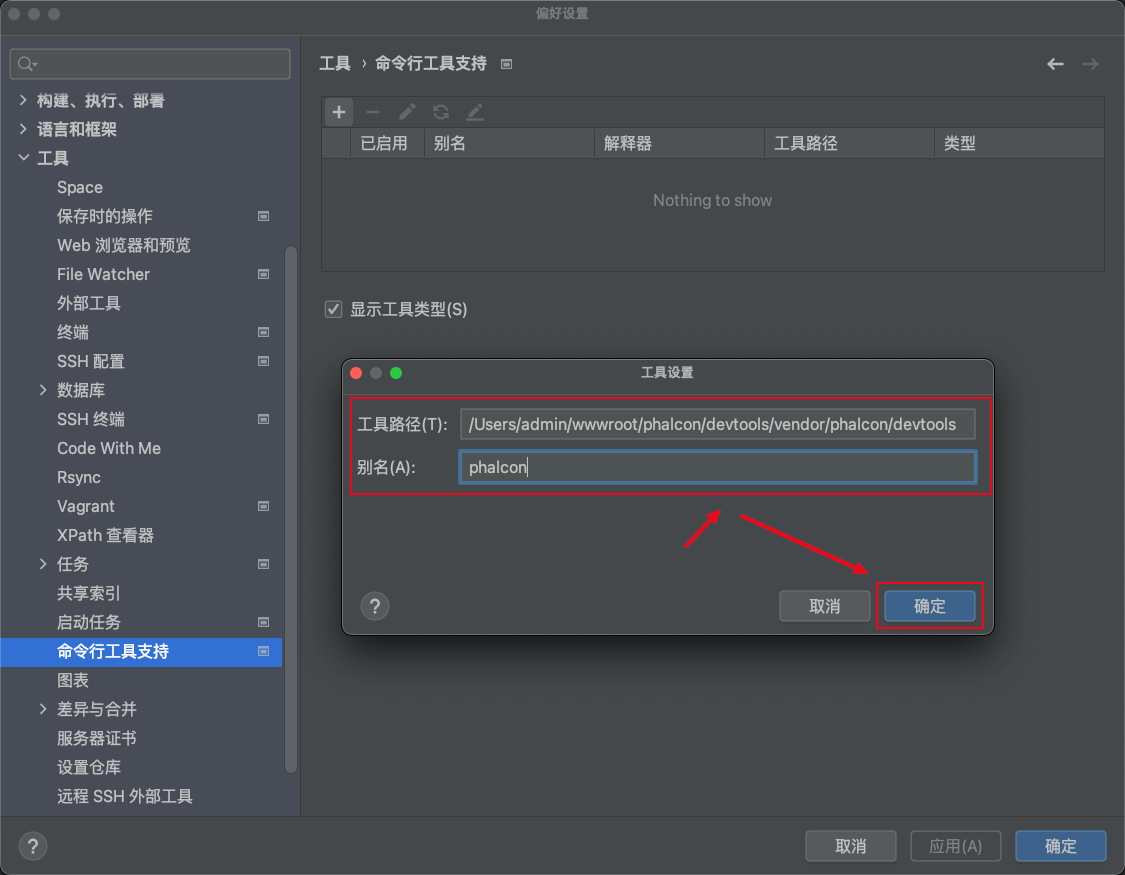 偏好设置
构建、执行、部署
语言和框架
工具
Space
保存时的操作
Web 浏览器和预览
File Watcher
外部工具
终端
SSH 配置
数据库
SSH 终端
Code With Me
Rsync
Vagrant
XPath 查看器
任务
共享索引
启动任务
命令行工具支持
图表
差异与合并
服务器证书
设置仓库
远程 SSH 外部工具
工具 › 命令行工具支持
已启用 别名 解释器 工具路径 类型
Nothing to show
显示工具类型(S)
工具设置
工具路径(T): /Users/admin/wwwroot/phalcon/devtools/vendor/phalcon/devtools
别名(A): phalcon
? 取消 确定
? 取消 应用(A) 确定